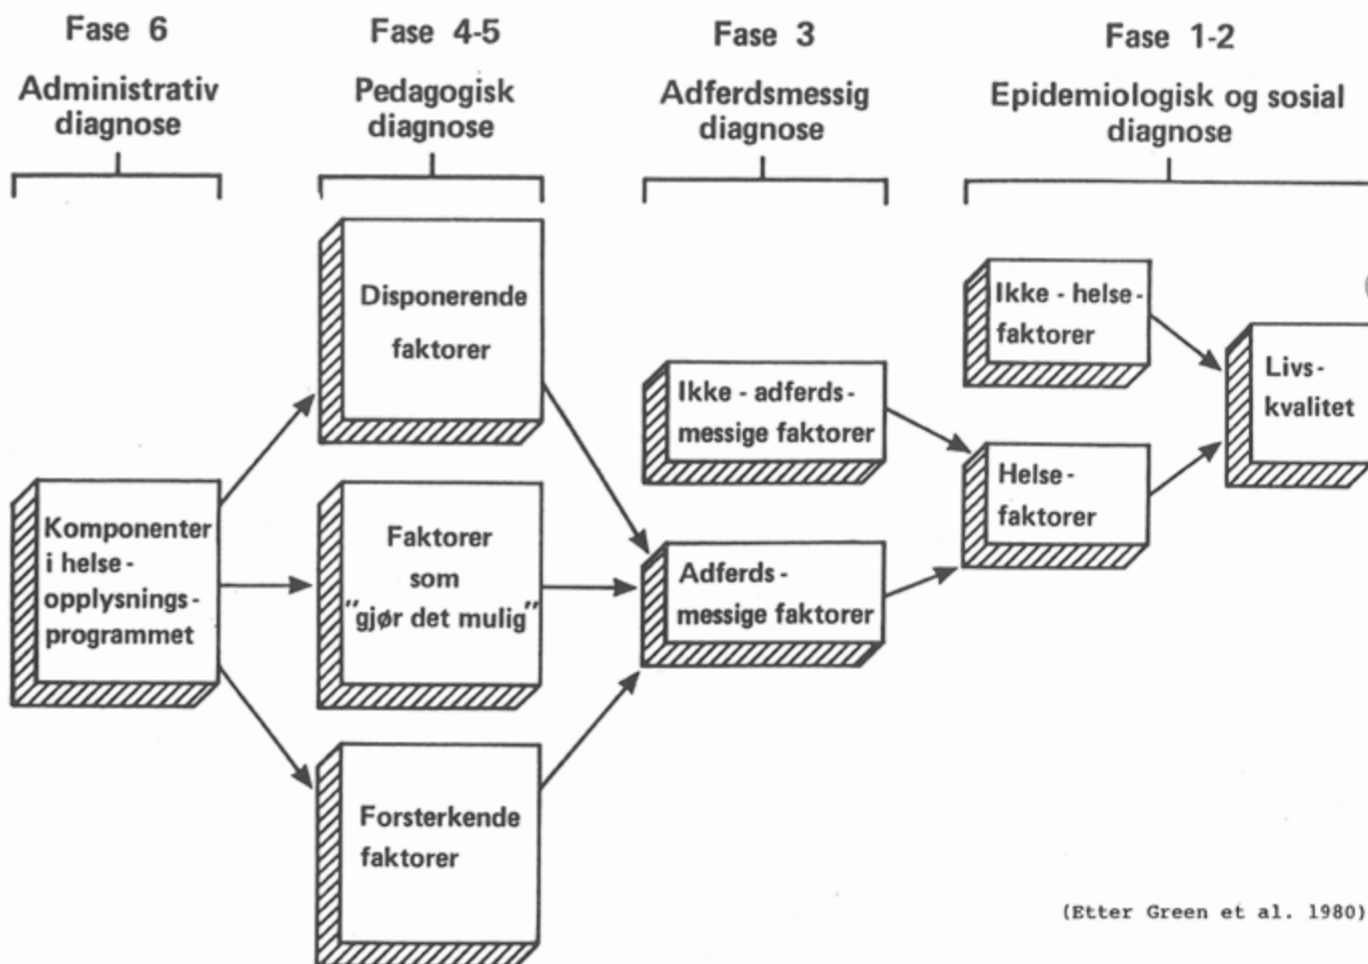 Fase 6
Administrativ
diagnose
Fase 4-5
Pedagogisk
diagnose
Fase 3
Adferdsmessig
diagnose
Fase 1-2
Epidemiologisk og sosial
diagnose
Komponenter
i helse-
opplysnings-
programmet
Disponerende
faktorer
Faktorer
som
"gjør det mulig"
Forsterkende
faktorer
Ikke - adferds-
messige faktorer
Adferds-
messige faktorer
Ikke - helse-
faktorer
Helse-
faktorer
Livs-
kvalitet
(Etter Green et al. 1980)